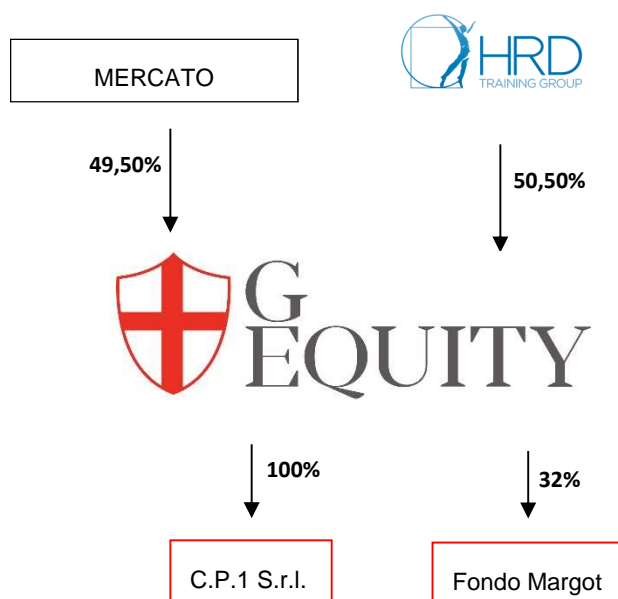 MERCATO
HRD
TRAINING GROUP
49,50%
50,50%
G
EQUITY
100%
32%
C.P.1 S.r.l.
Fondo Margot